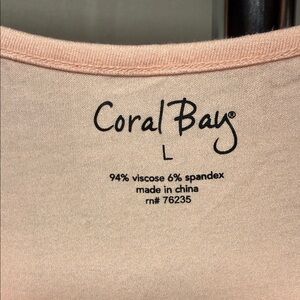 Coral Bay®
L
94% viscose 6% spandex
made in china
rn# 76235